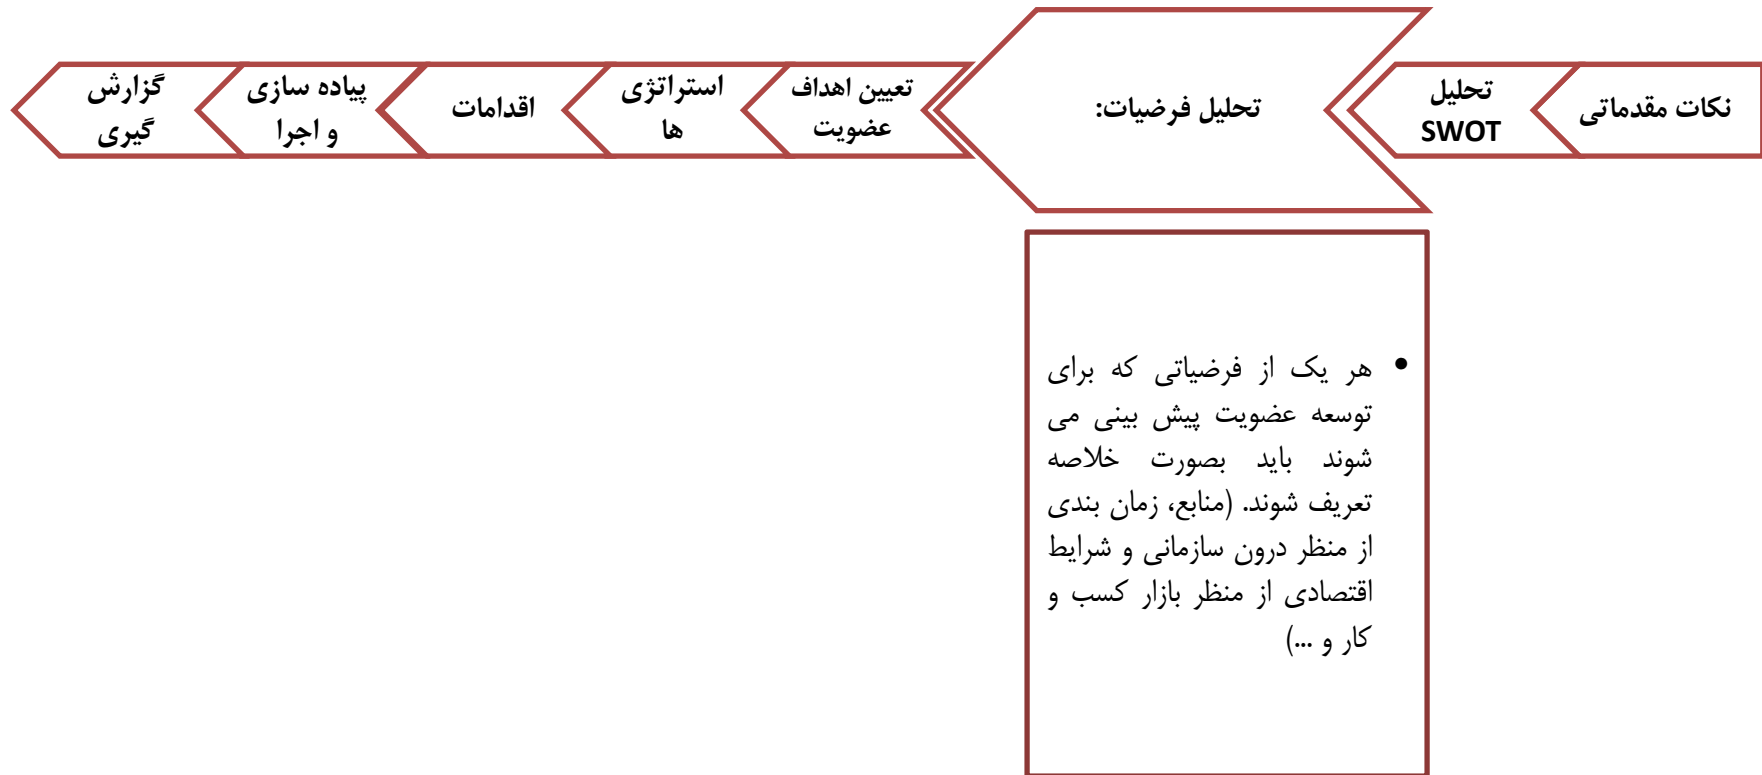 نکات مقدماتی
تحلیل
SWOT
تحلیل فرضیات:
تعیین اهداف
عضویت
استراتژی
ها
اقدامات
پیاده سازی
و اجرا
گزارش
گیری
• هر یک از فرضیاتی که برای
توسعه عضویت پیش بینی می
شوند باید بصورت خلاصه
تعریف شوند. (منابع، زمان بندی
از منظر درون سازمانی و شرایط
اقتصادی از منظر بازار کسب و
کار و ...)